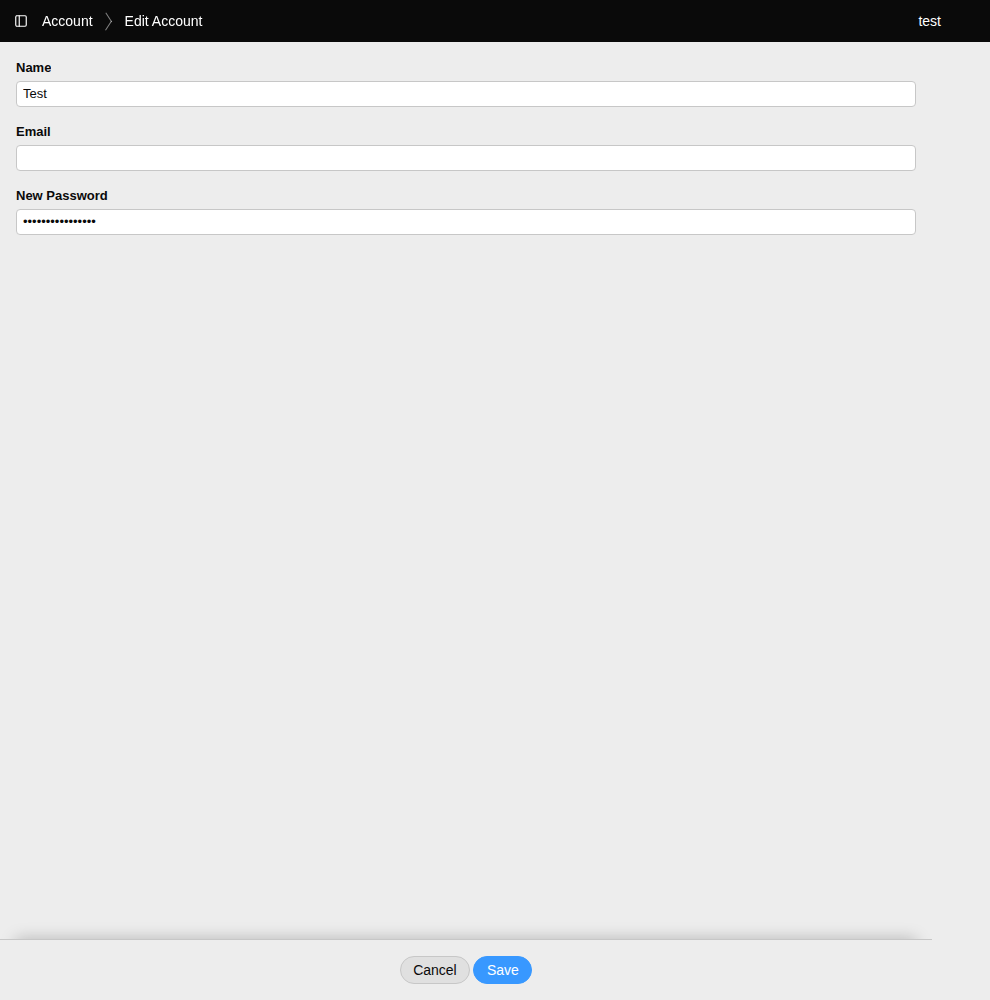 Account Edit Account test
Name
Test
Email
New Password
••••••••••••••••
Cancel Save